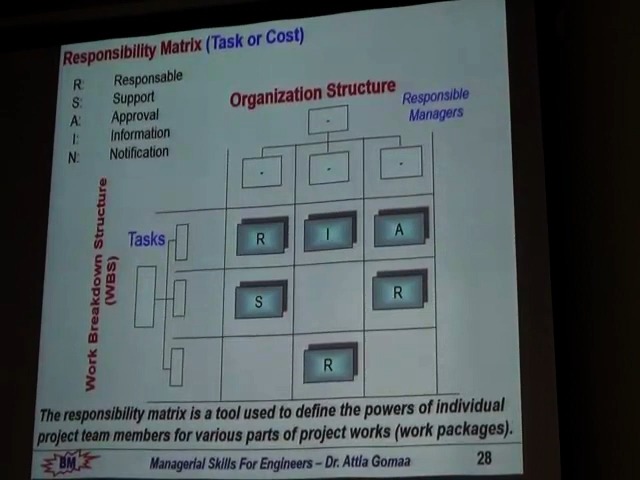 Responsibility Matrix (Task or Cost)
R: Responsable
S: Support
A: Approval
I: Information
N: Notification
Organization Structure
Responsible
Managers
Work Breakdown Structure
(WBS)
Tasks
R I A
S R
R
The responsibility matrix is a tool used to define the powers of individual
project team members for various parts of project works (work packages).
BM
Managerial Skills For Engineers – Dr. Attia Gomaa
28